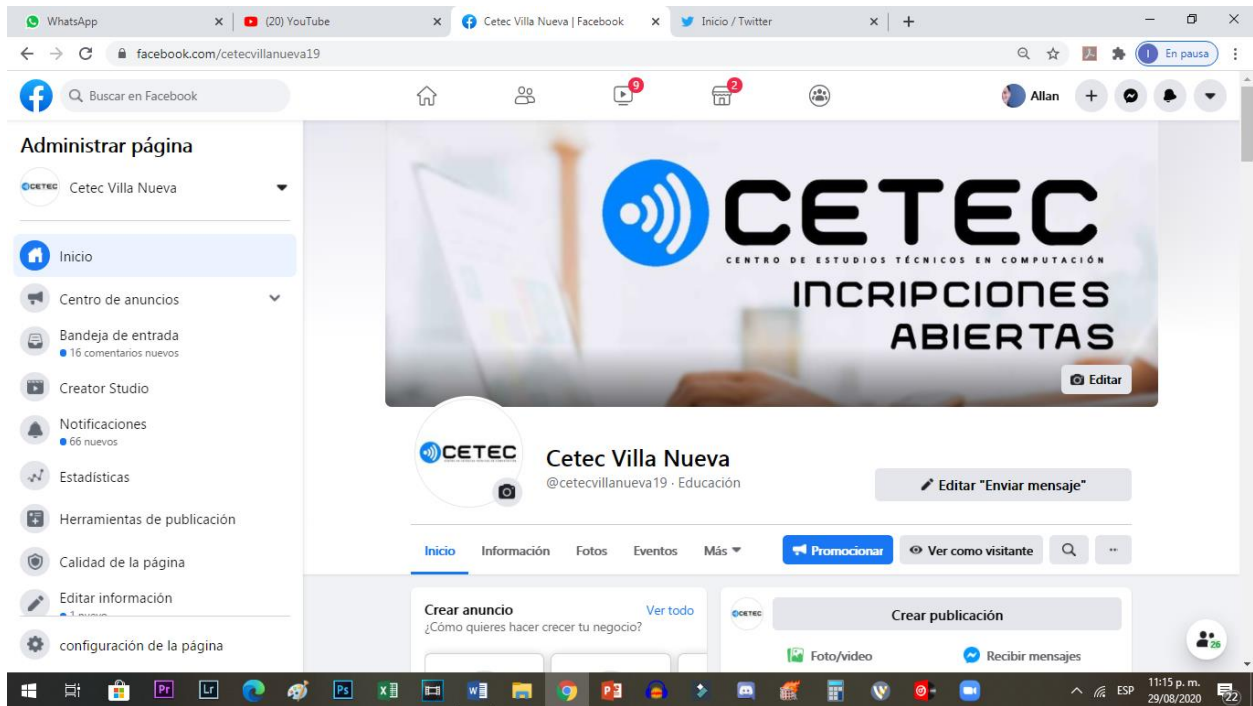 WhatsApp
(20) YouTube
Cetec Villa Nueva | Facebook
Inicio / Twitter
facebook.com/cetecvillanueva19
En pausa
Buscar en Facebook
9
2
Allan
Administrar página
CETEC
Cetec Villa Nueva
Inicio
Centro de anuncios
Bandeja de entrada
16 comentarios nuevos
Creator Studio
Notificaciones
66 nuevos
Estadísticas
Herramientas de publicación
Calidad de la página
Editar información
1 nuevo
configuración de la página
CETEC
CENTRO DE ESTUDIOS TÉCNICOS EN COMPUTACIÓN
INCRIPCIONES
ABIERTAS
Editar
CETEC
Cetec Villa Nueva
@cetecvillanueva19 · Educación
Editar "Enviar mensaje"
Inicio Información Fotos Eventos Más
Promocionar
Ver como visitante
Crear anuncio
Ver todo
¿Cómo quieres hacer crecer tu negocio?
CETEC
Crear publicación
Foto/video
Recibir mensajes
26
Pr
Lr
Ps
ESP
11:15 p. m.
29/08/2020
22